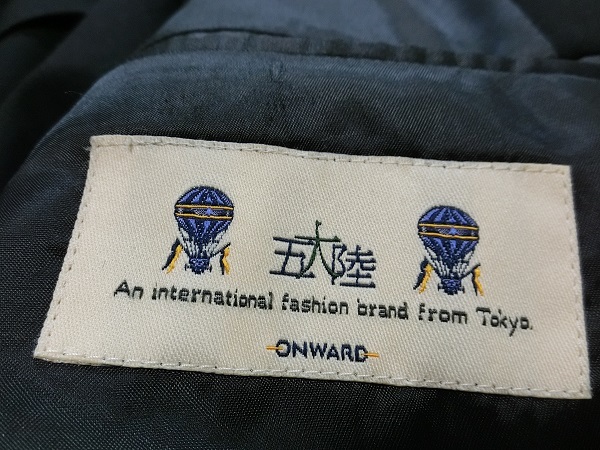 五大陸
An international fashion brand from Tokyo.
ONWARD